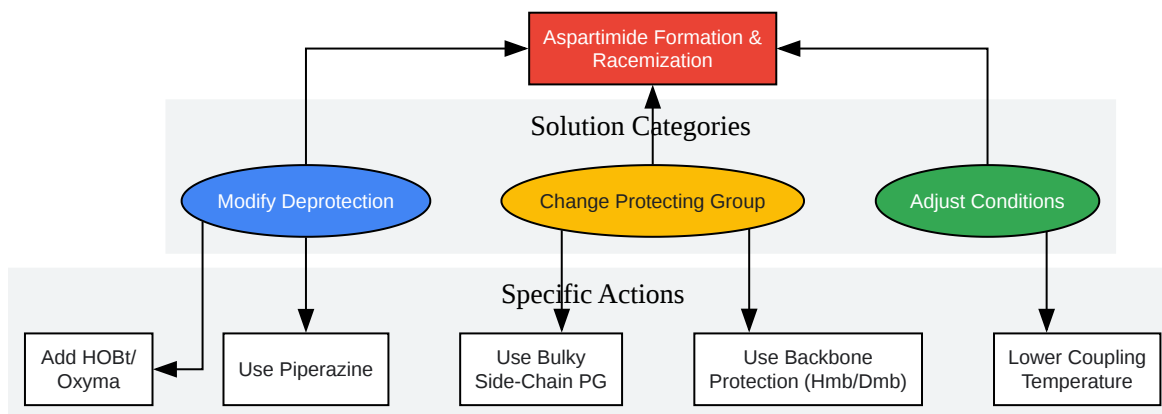 Aspartimide Formation &
Racemization
Solution Categories
Modify Deprotection
Change Protecting Group
Adjust Conditions
Specific Actions
Add HOBt/
Oxyma
Use Piperazine
Use Bulky
Side-Chain PG
Use Backbone
Protection (Hmb/Dmb)
Lower Coupling
Temperature